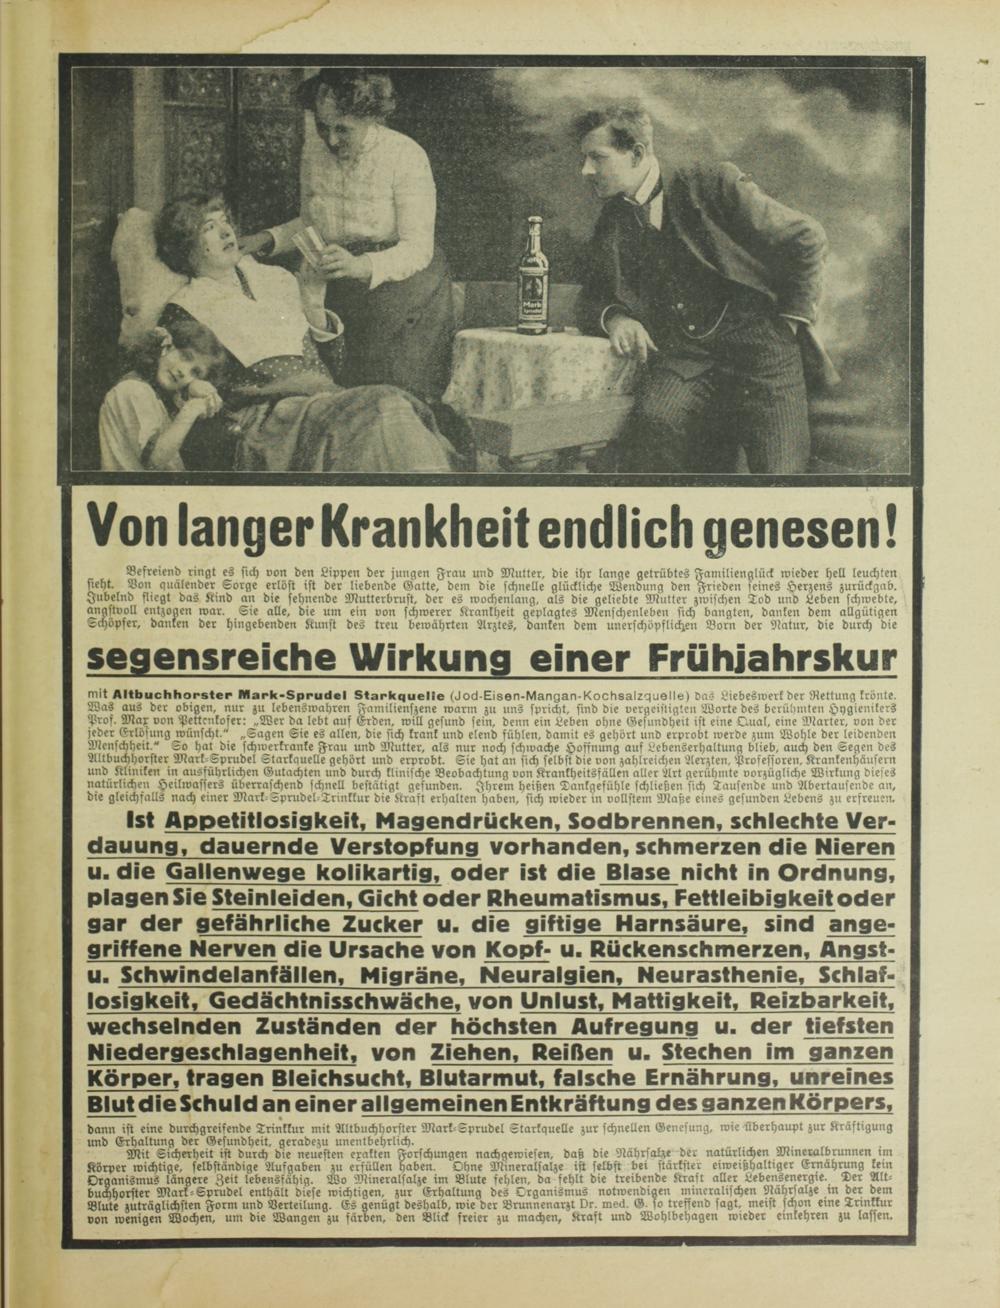 Mark
Sprudel
Von langer Krankheit endlich genesen!
Befreiend ringt es sich von den Lippen der jungen Frau und Mutter, die ihr lange getrübtes Familienglück wieder hell leuchten
sieht. Von quälender Sorge erlöst ist der liebende Gatte, dem die schnelle glückliche Wendung den Frieden seines Herzens zurückgab.
Jubelnd fliegt das Kind an die sehnende Mutterbrust, der es wochenlang, als die geliebte Mutter zwischen Tod und Leben schwebte,
angstvoll entzogen war. Sie alle, die um ein von schwerer Krankheit geplagtes Menschenleben sich bangten, danken dem allgütigen
Schöpfer, danken der hingebenden Kunst des treu bewährten Arztes, danken dem unerschöpflichen Born der Natur, die durch die
segensreiche Wirkung einer Frühjahrskur
mit Altbuchhorster Mark-Sprudel Starkquelle (Jod-Eisen-Mangan-Kochsalzquelle) das Liebeswerk der Rettung krönte.
Was aus der obigen, nur zu lebenswahren Familienszene warm zu uns spricht, sind die vergeistigten Worte des berühmten Hygienikers
Prof. Max von Pettenkofer: „Wer da lebt auf Erden, will gesund sein, denn ein Leben ohne Gesundheit ist eine Qual, eine Marter, von der
jeder Erlösung wünscht.“ „Sagen Sie es allen, die sich krank und elend fühlen, damit es gehört und erprobt werde zum Wohle der leidenden
Menschheit.“ So hat die schwerkranke Frau und Mutter, als nur noch schwache Hoffnung auf Lebenserhaltung blieb, auch den Segen des
Altbuchhorster Mark-Sprudel Starkquelle gehört und erprobt. Sie hat an sich selbst die von zahlreichen Aerzten, Professoren, Krankenhäusern
und Kliniken in ausführlichen Gutachten und durch klinische Beobachtung von Krankheitsfällen aller Art gerühmte vorzügliche Wirkung dieses
natürlichen Heilwassers überraschend schnell bestätigt gefunden. Ihrem heißen Dankgefühle schließen sich Tausende und Abertausende an,
die gleichfalls nach einer Mark-Sprudel-Trinkkur die Kraft erhalten haben, sich wieder in vollstem Maße eines gesunden Lebens zu erfreuen.
Ist Appetitlosigkeit, Magendrücken, Sodbrennen, schlechte Ver-
dauung, dauernde Verstopfung vorhanden, schmerzen die Nieren
u. die Gallenwege kolikartig, oder ist die Blase nicht in Ordnung,
plagen Sie Steinleiden, Gicht oder Rheumatismus, Fettleibigkeit oder
gar der gefährliche Zucker u. die giftige Harnsäure, sind ange-
griffene Nerven die Ursache von Kopf- u. Rückenschmerzen, Angst-
u. Schwindelanfällen, Migräne, Neuralgien, Neurasthenie, Schlaf-
losigkeit, Gedächtnisschwäche, von Unlust, Mattigkeit, Reizbarkeit,
wechselnden Zuständen der höchsten Aufregung u. der tiefsten
Niedergeschlagenheit, von Ziehen, Reißen u. Stechen im ganzen
Körper, tragen Bleichsucht, Blutarmut, falsche Ernährung, unreines
Blut die Schuld an einer allgemeinen Entkräftung des ganzen Körpers,
dann ist eine durchgreifende Trinkkur mit Altbuchhorster Mark-Sprudel Starkquelle zur schnellen Genesung, wie überhaupt zur Kräftigung
und Erhaltung der Gesundheit, geradezu unentbehrlich.
Mit Sicherheit ist durch die neuesten exakten Forschungen nachgewiesen, daß die Nährsalze der natürlichen Mineralbrunnen im
Körper wichtige, selbständige Aufgaben zu erfüllen haben. Ohne Mineralsalze ist selbst bei stärkster eiweißhaltiger Ernährung kein
Organismus längere Zeit lebensfähig. Wo Mineralsalze im Blute fehlen, da fehlt die treibende Kraft aller Lebensenergie. Der Alt-
buchhorster Mark-Sprudel enthält diese wichtigen, zur Erhaltung des Organismus notwendigen mineralischen Nährsalze in der dem
Blute zuträglichsten Form und Verteilung. Es genügt deshalb, wie der Brunnenarzt Dr. med. G. so treffend sagt, meist schon eine Trinkkur
von wenigen Wochen, um die Wangen zu färben, den Blick freier zu machen, Kraft und Wohlbehagen wieder einkehren zu lassen.